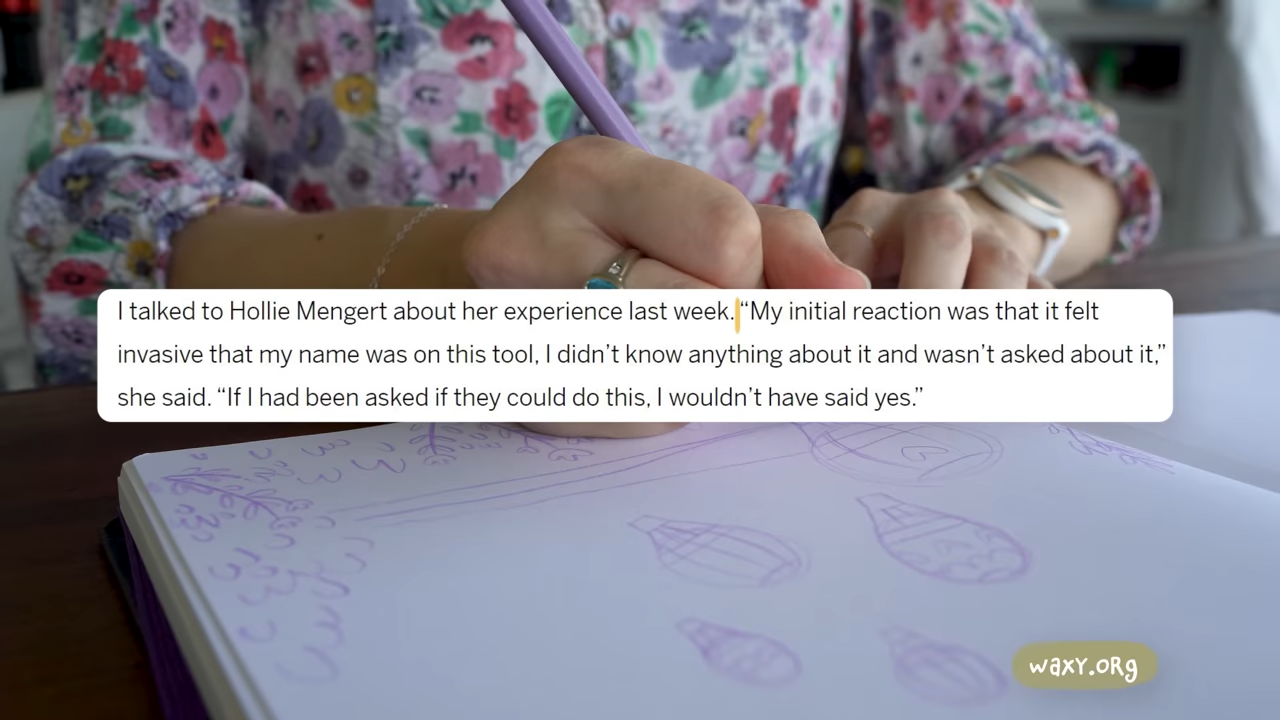 I talked to Hollie Mengert about her experience last week. “My initial reaction was that it felt
invasive that my name was on this tool, I didn’t know anything about it and wasn’t asked about it,”
she said. “If I had been asked if they could do this, I wouldn’t have said yes.”
waxy.org